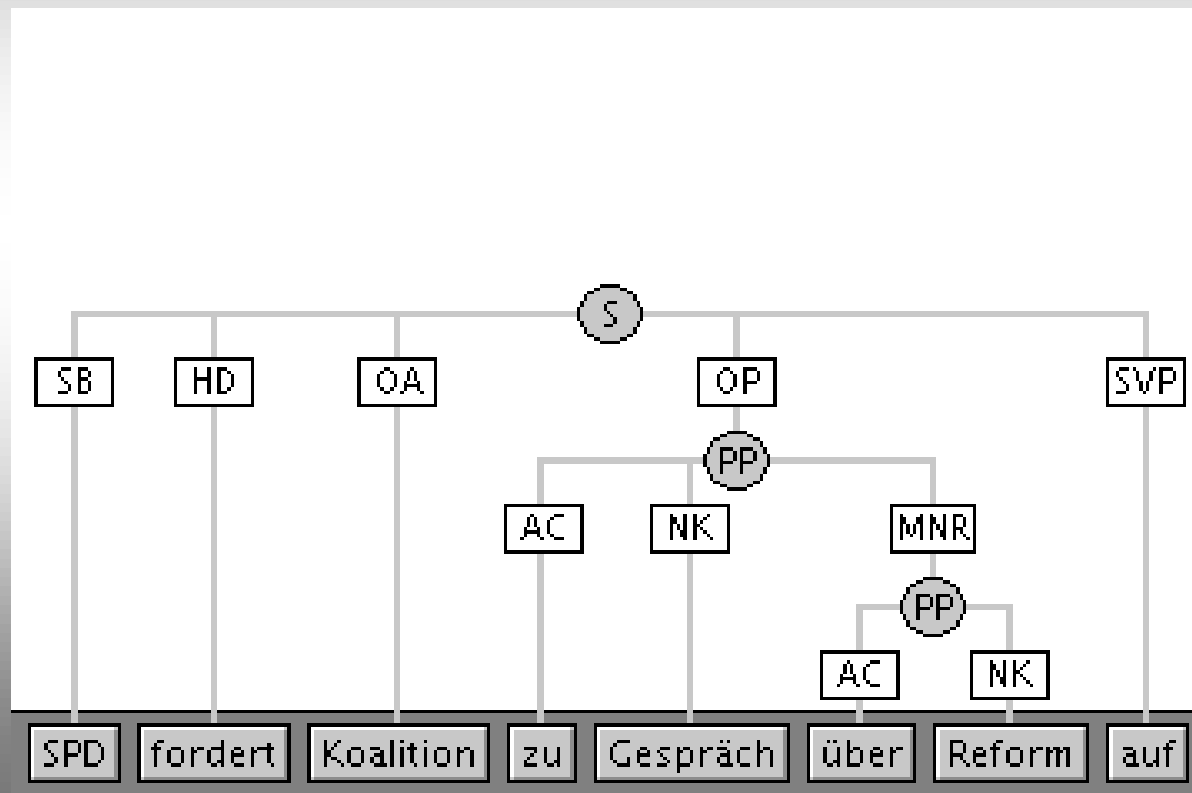 S
SB HD OA OP SVP
PP
AC NK MNR
PP
AC NK
SPD fordert Koalition zu Gespräch über Reform auf